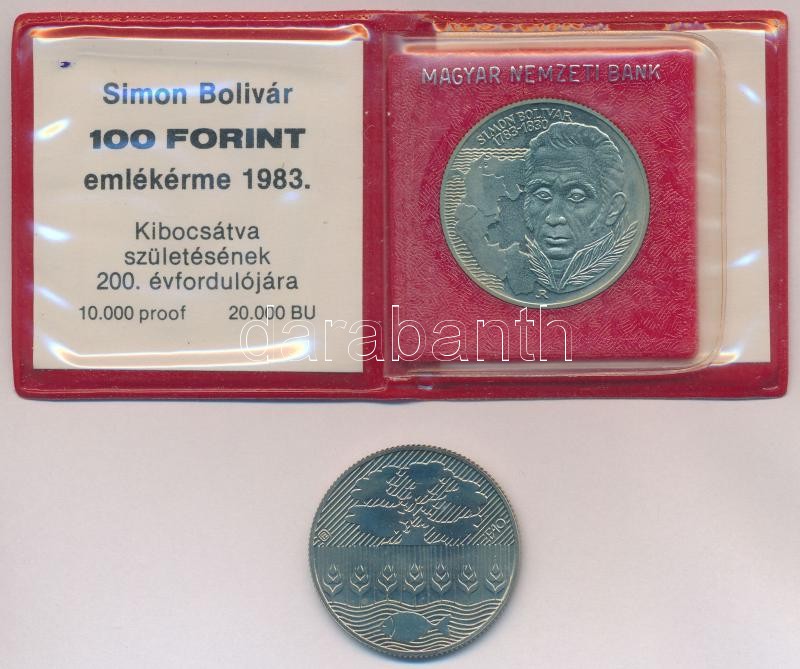 Simon Bolivár
100 FORINT
emlékérme 1983.
Kibocsátva
születésének
200. évfordulójára
10.000 proof 20.000 BU
MAGYAR NEMZETI BANK
SIMON BOLIVAR
1783-1830
darabanth
FAO